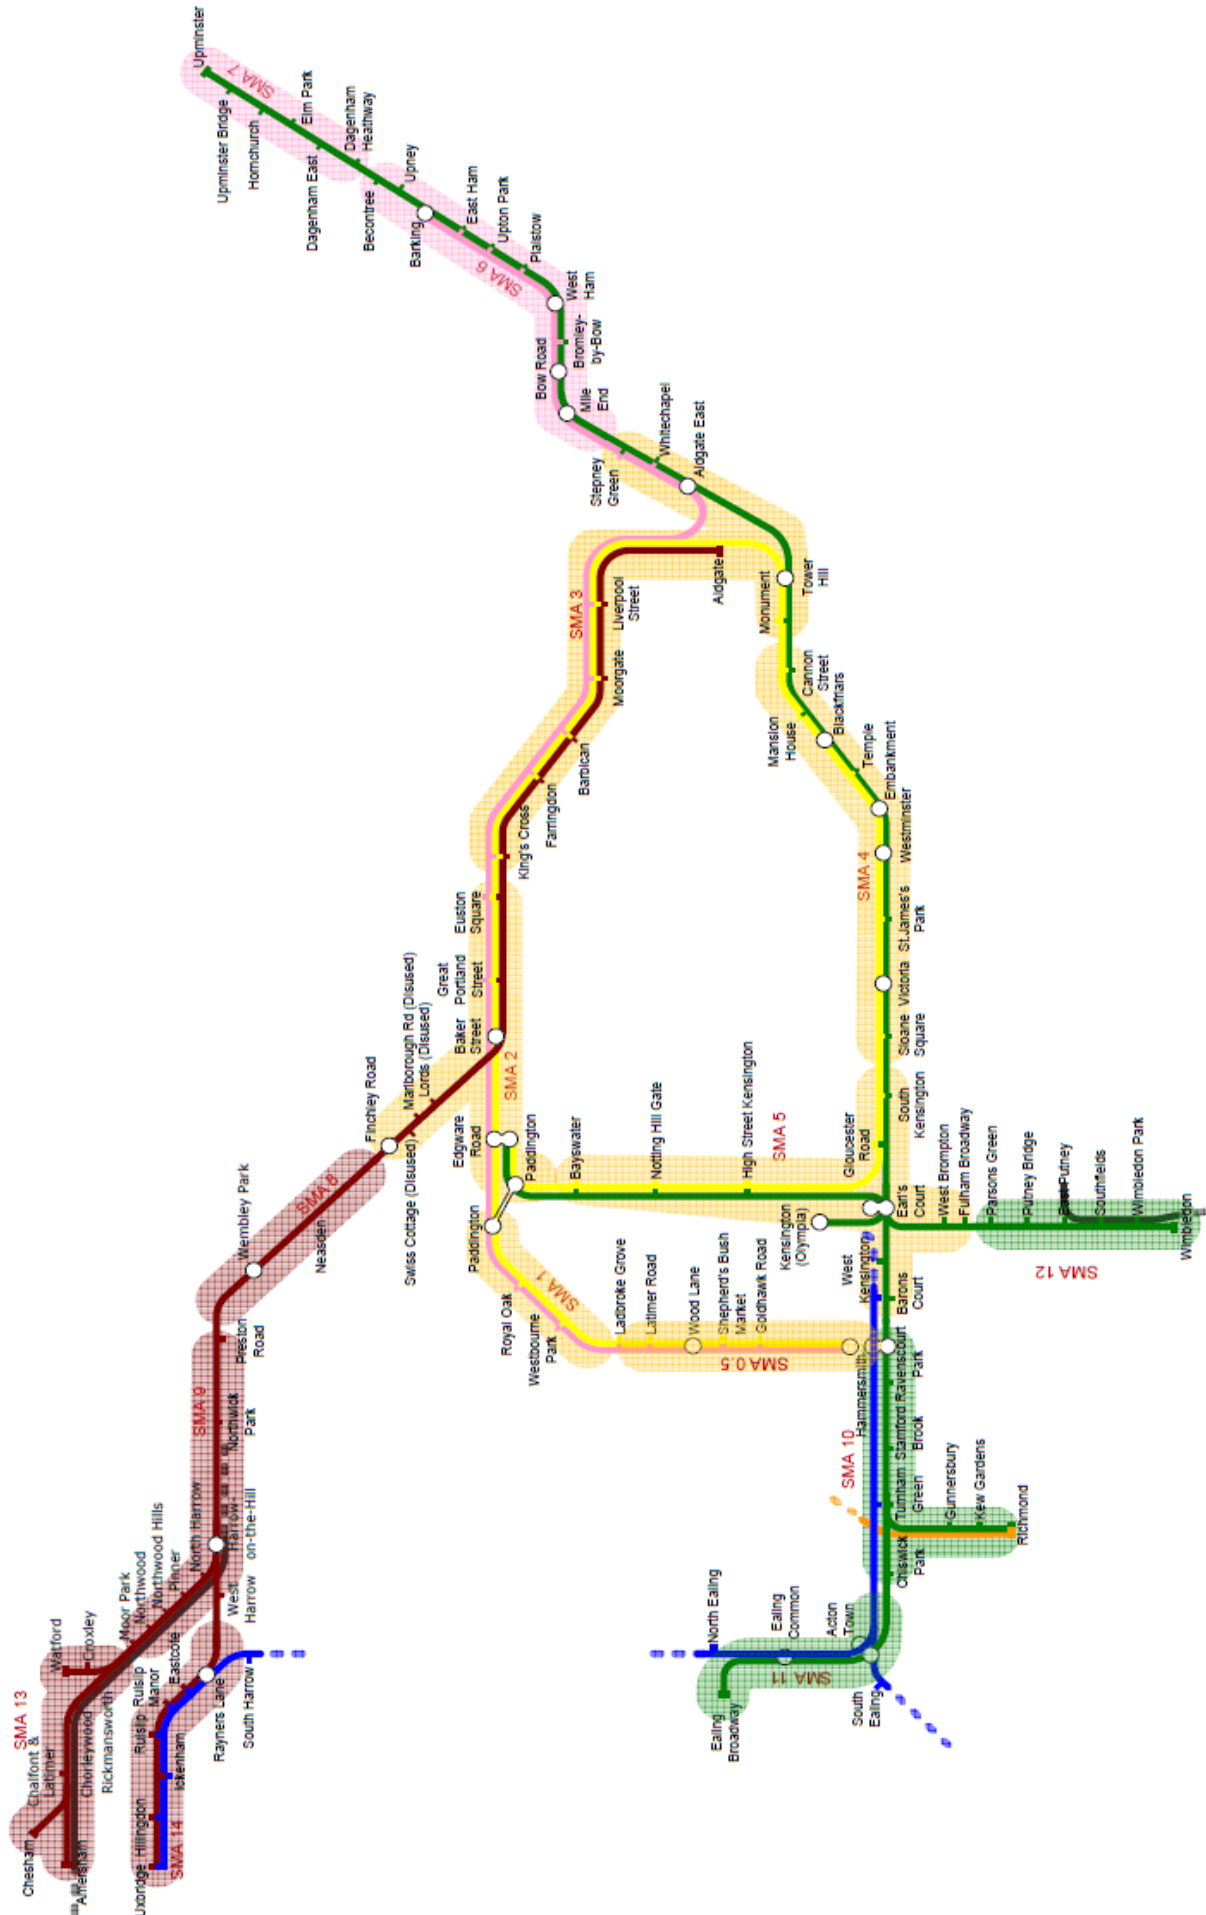 Chesham
Chalfont &
Latimer
SMA 13
Amersham
Chorleywood
Rickmansworth
Watford
Croxley
Moor Park
Northwood
Northwood Hills
Pinner
North Harrow
Harrow
on-the-Hill
Uxbridge
Hillingdon
SMA 14
Ickenham
Ruislip
Ruislip
Manor
Eastcote
Rayners Lane
South Harrow
West
Harrow
SMA 9
Northwick
Park
Preston
Road
Wembley Park
SMA 8
Neasden
Finchley Road
Swiss Cottage (Disused)
Marlborough Rd (Disused)
Lords (Disused)
Baker
Street
Great
Portland
Street
Euston
Square
SMA 2
Edgware
Road
Paddington
Paddington
Royal Oak
Westbourne
Park
SMA 1
Ladbroke Grove
Latimer Road
Wood Lane
Shepherd's Bush
Market
Goldhawk Road
SMA 0.5
Hammersmith
King's Cross
Farringdon
Barbican
Moorgate
Liverpool
Street
SMA 3
Aldgate
Aldgate East
Whitechapel
Stepney
Green
Mile
End
Bow Road
Bromley-
by-Bow
West
Ham
Plaistow
Upton Park
East Ham
SMA 6
Barking
Upney
Becontree
Dagenham
Heathway
Dagenham East
Elm Park
Hornchurch
Upminster Bridge
SMA 7
Upminster
Bayswater
Notting Hill Gate
High Street Kensington
SMA 5
Kensington
(Olympia)
Gloucester
Road
South
Kensington
Sloane
Square
Victoria
St.James's
Park
SMA 4
Westminster
Embankment
Temple
Blackfriars
Mansion
House
Cannon
Street
Monument
Tower
Hill
North Ealing
Ealing
Common
Ealing
Broadway
SMA 11
Acton
Town
South
Ealing
SMA 10
Chiswick
Park
Turnham
Green
Gunnersbury
Kew Gardens
Richmond
Stamford
Brook
Ravenscourt
Park
Barons
Court
West
Kensington
Earl's
Court
West Brompton
Fulham Broadway
Parsons Green
Putney Bridge
East Putney
Southfields
Wimbledon Park
Wimbledon
SMA 12